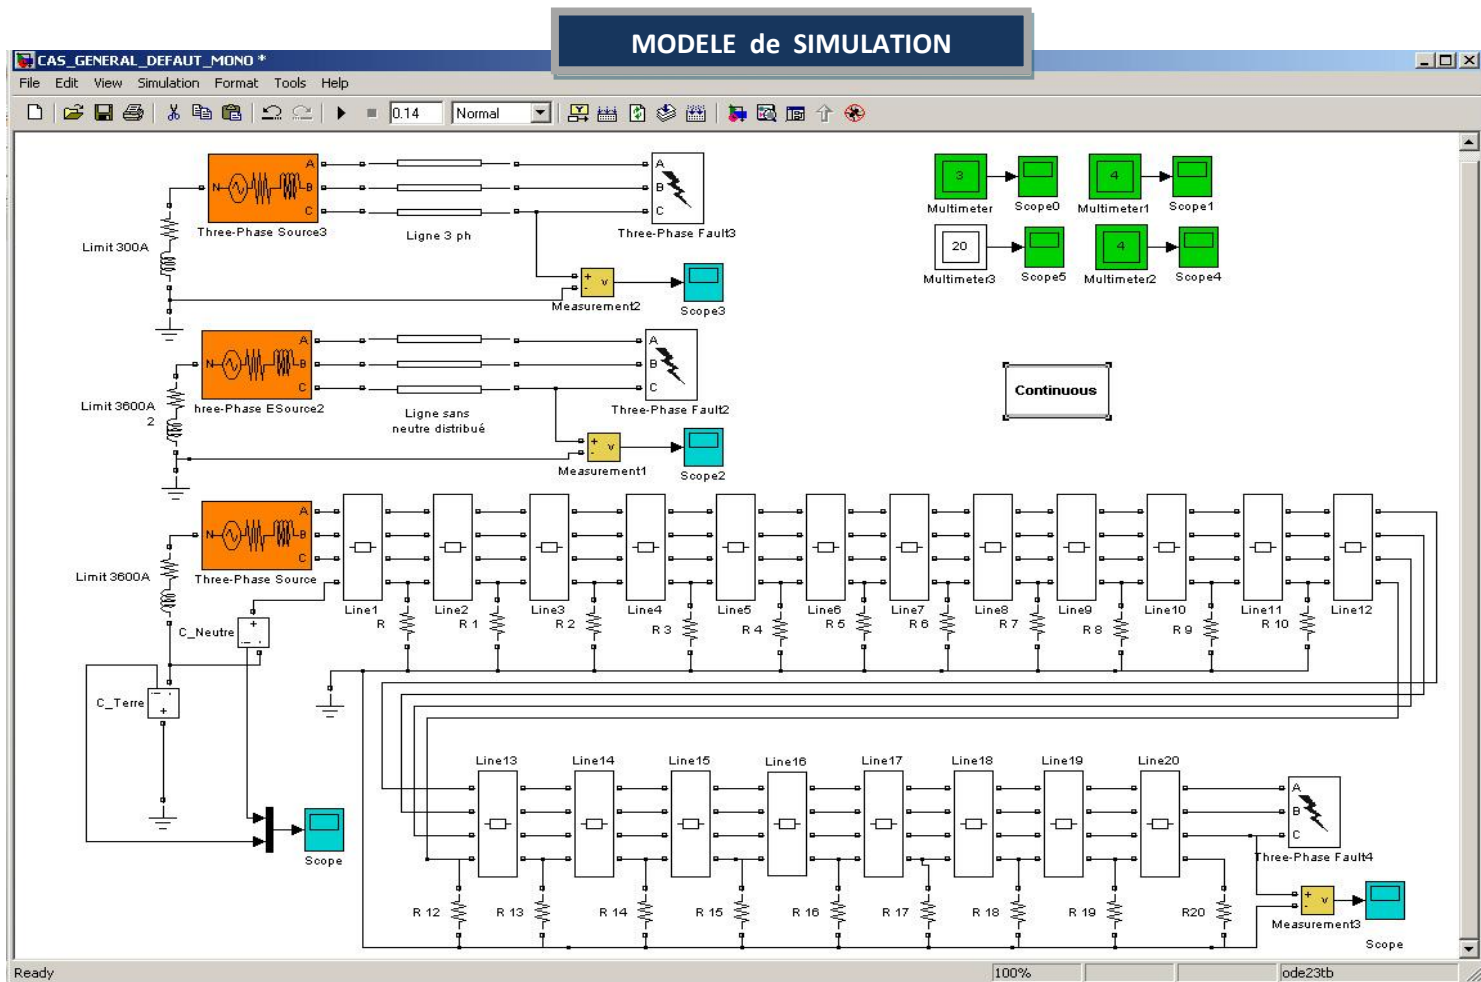 MODELE de SIMULATION
CAS_GENERAL_DEFAUT_MONO *
File Edit View Simulation Format Tools Help
0.14 Normal
A
N B
C
Three-Phase Source3
Limit 300A
Ligne 3 ph
A
B
C
Three-Phase Fault3
+
- v
Measurement2
Scope3
3
Multimeter
Scope0
4
Multimeter1
Scope1
20
Multimeter3
Scope5
4
Multimeter2
Scope4
Continuous
A
N B
C
hree-Phase ESource2
Limit 3600A
2
Ligne sans
neutre distribué
A
B
C
Three-Phase Fault2
+
- v
Measurement1
Scope2
A
N B
C
Three-Phase Source
Limit 3600A
Line1 Line2 Line3 Line4 Line5 Line6 Line7 Line8 Line9 Line10 Line11 Line12
R R 1 R 2 R 3 R 4 R 5 R 6 R 7 R 8 R 9 R 10
C_Neutre
+
i -
C_Terre
i -
+
Scope
Line13 Line14 Line15 Line16 Line17 Line18 Line19 Line20
A
B
C
Three-Phase Fault4
R 12 R 13 R 14 R 15 R 16 R 17 R 18 R 19 R20
+
- v
Measurement3
Scope
Ready 100% ode23tb